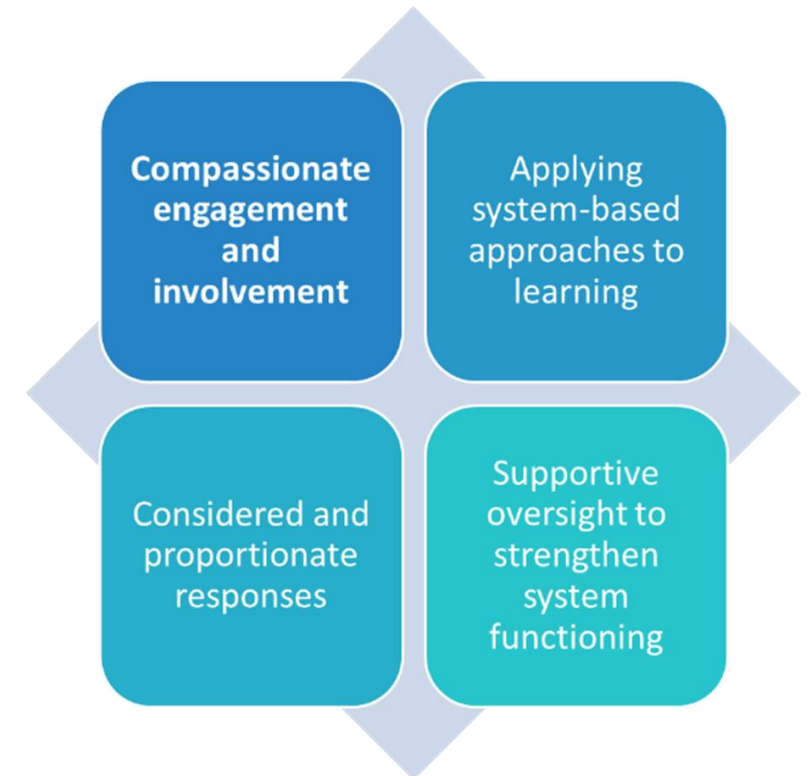 Compassionate
engagement
and
involvement
Applying
system-based
approaches to
learning
Considered and
proportionate
responses
Supportive
oversight to
strengthen
system
functioning